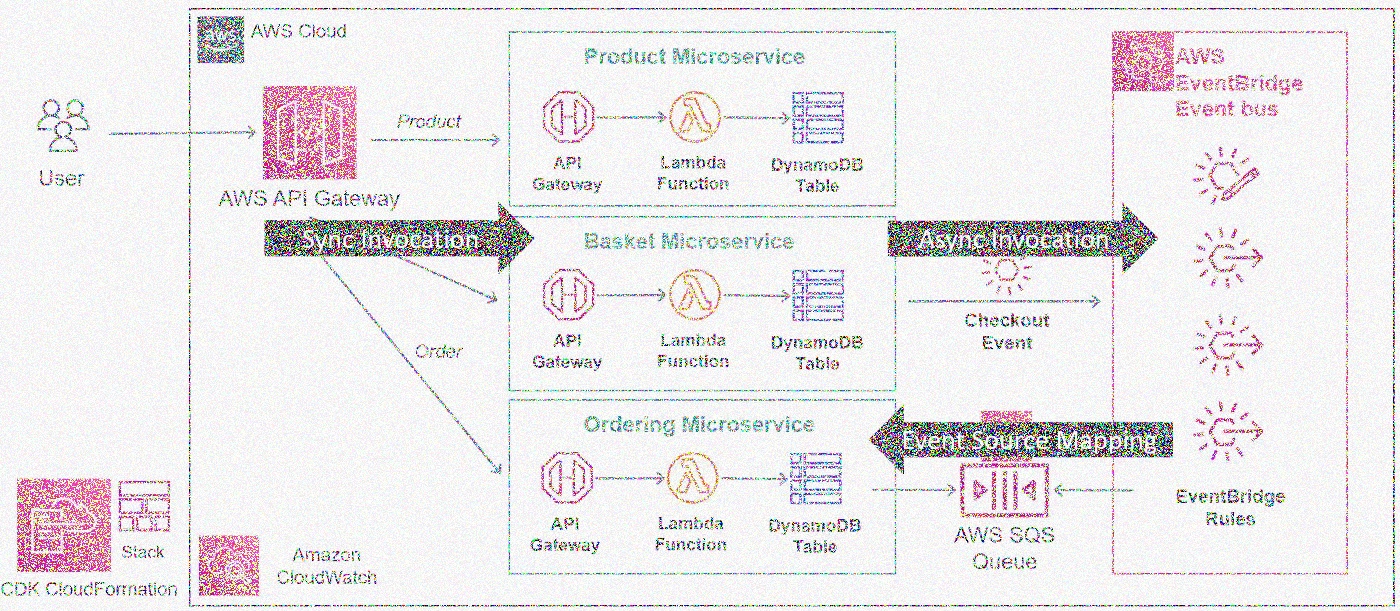 AWS
AWS Cloud
User
AWS API Gateway
Product
Product Microservice
API
Gateway
Lambda
Function
DynamoDB
Table
Sync Invocation
Basket Microservice
API
Gateway
Lambda
Function
DynamoDB
Table
Async Invocation
Checkout
Event
AWS
EventBridge
Event bus
Order
Ordering Microservice
API
Gateway
Lambda
Function
DynamoDB
Table
Event Source Mapping
AWS SQS
Queue
EventBridge
Rules
Stack
CDK CloudFormation
Amazon
CloudWatch